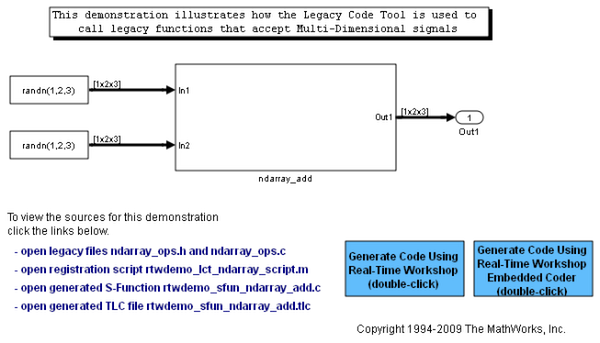 This demonstration illustrates how the Legacy Code Tool is used to
call legacy functions that accept Multi-Dimensional signals
randn(1,2,3)
[1x2x3]
In1
randn(1,2,3)
[1x2x3]
In2
Out1
[1x2x3]
1
Out1
ndarray_add
To view the sources for this demonstration
click the links below.
- open legacy files ndarray_ops.h and ndarray_ops.c
- open registration script rtwdemo_lct_ndarray_script.m
- open generated S-Function rtwdemo_sfun_ndarray_add.c
- open generated TLC file rtwdemo_sfun_ndarray_add.tlc
Generate Code Using
Real-Time Workshop
(double-click)
Generate Code Using
Real-Time Workshop
Embedded Coder
(double-click)
Copyright 1994-2009 The MathWorks, Inc.